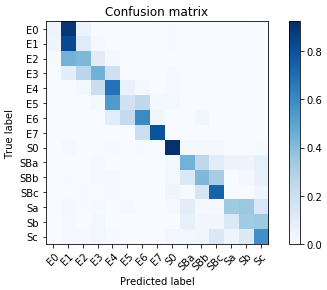 Confusion matrix
E0
E1
E2
E3
E4
E5
E6
E7
S0
SBa
SBb
SBc
Sa
Sb
Sc
True label
E0 E1 E2 E3 E4 E5 E6 E7 S0 SBa SBb SBc Sa Sb Sc
Predicted label
0.8
0.6
0.4
0.2
0.0